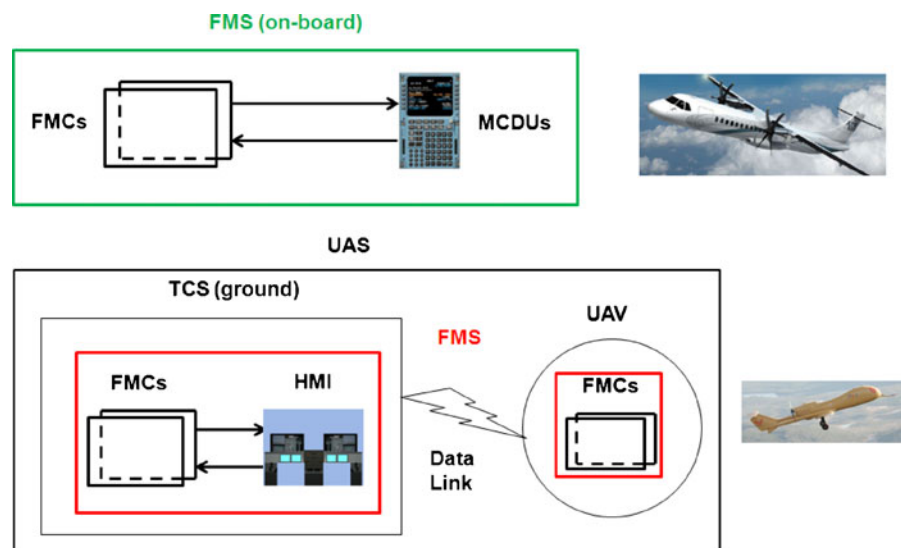 FMS (on-board)
FMCs
MCDUs
UAS
TCS (ground)
UAV
FMS
FMCs
HMI
FMCs
Data
Link